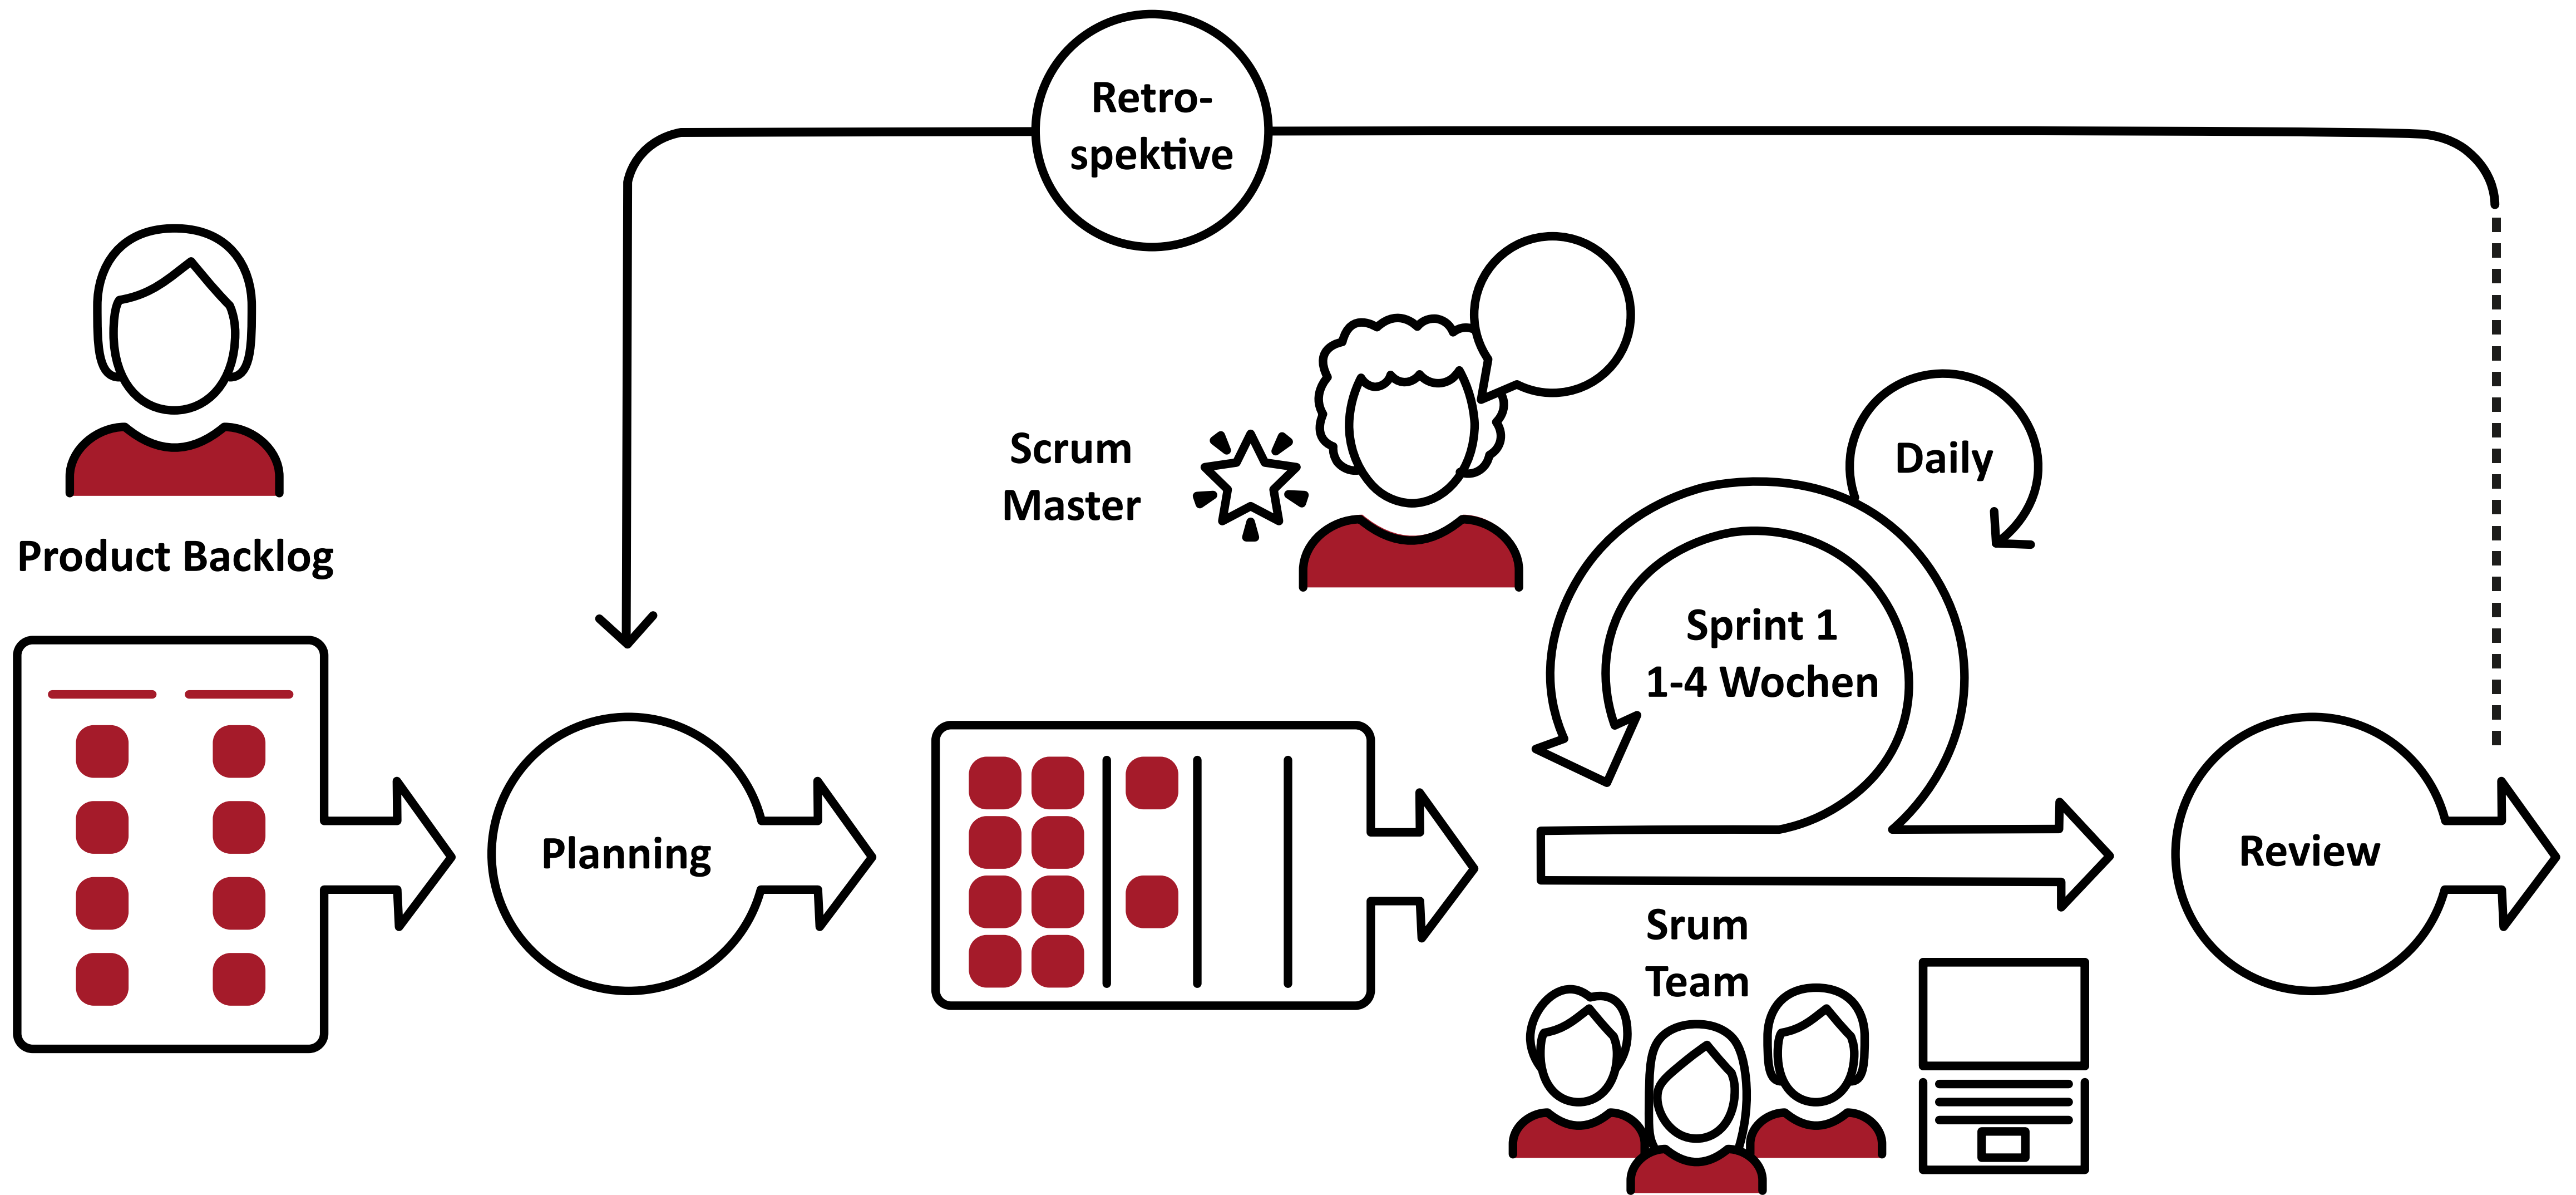 Retro-
spektive
Product Backlog
Scrum
Master
Daily
Sprint 1
1-4 Wochen
Planning
Review
Srum
Team